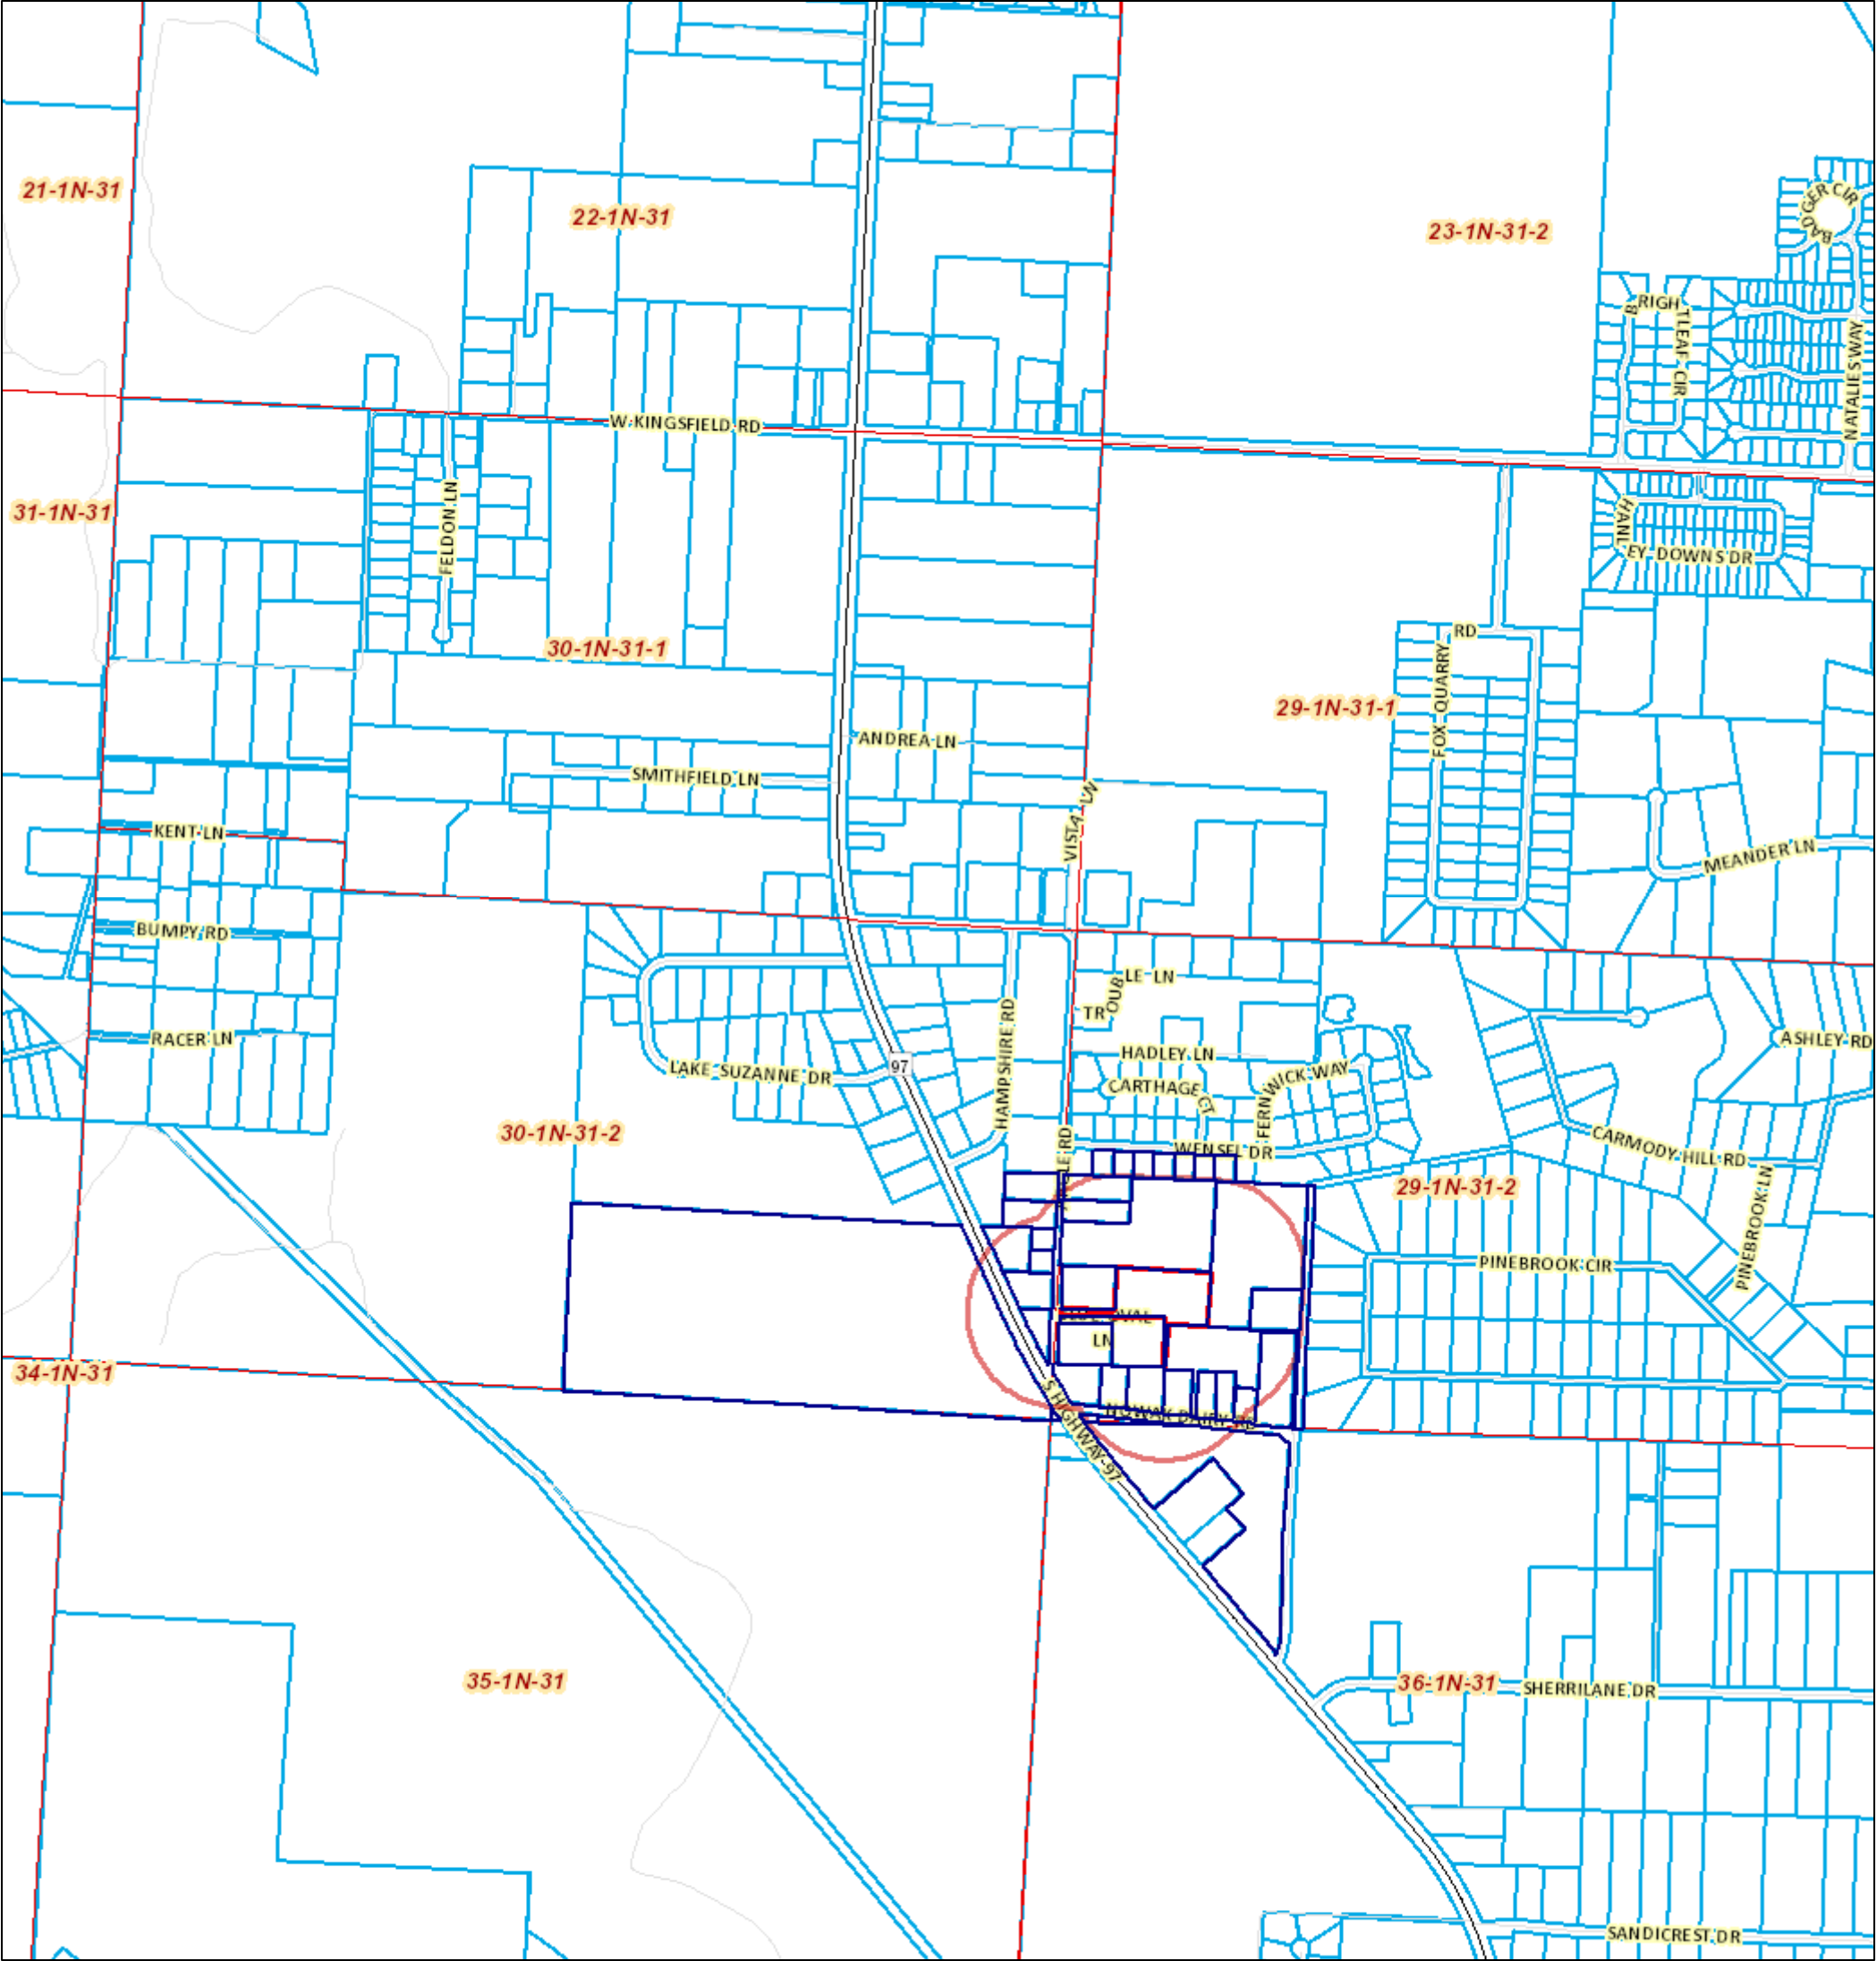 21-1N-31
22-1N-31
23-1N-31-2
BADGER CIR
BRIGHTLEAF CIR
NATALIES WAY
W KINGSFIELD RD
31-1N-31
FELDON LN
HANLEY DOWNS DR
30-1N-31-1
FOX QUARRY RD
29-1N-31-1
ANDREA LN
SMITHFIELD LN
VISTA LN
KENT LN
MEANDER LN
BUMPY RD
TROUBLE LN
RACER LN
HAMPSHIRE RD
HADLEY LN
ASHLEY RD
97
LAKE SUZANNE DR
CARTHAGE CT
FERNWICK WAY
30-1N-31-2
WENSEL DR
CARMODY HILL RD
LE RD
29-1N-31-2
PINEBROOK LN
PINEBROOK CIR
OVAL
LN
34-1N-31
S HIGHWAY 97
NOWAK DAIRY RD
35-1N-31
36-1N-31
SHERRILANE DR
SANDICREST DR